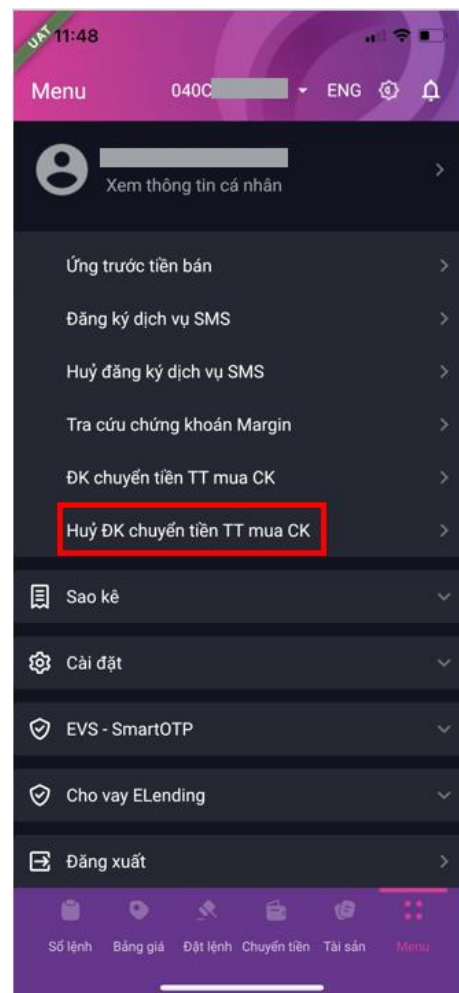 UAT
11:48
Menu 040C ENG
Xem thông tin cá nhân
Ứng trước tiền bán
Đăng ký dịch vụ SMS
Huỷ đăng ký dịch vụ SMS
Tra cứu chứng khoán Margin
ĐK chuyển tiền TT mua CK
Huỷ ĐK chuyển tiền TT mua CK
Sao kê
Cài đặt
EVS - SmartOTP
Cho vay ELending
Đăng xuất
Sổ lệnh Bảng giá Đặt lệnh Chuyển tiền Tài sản Menu